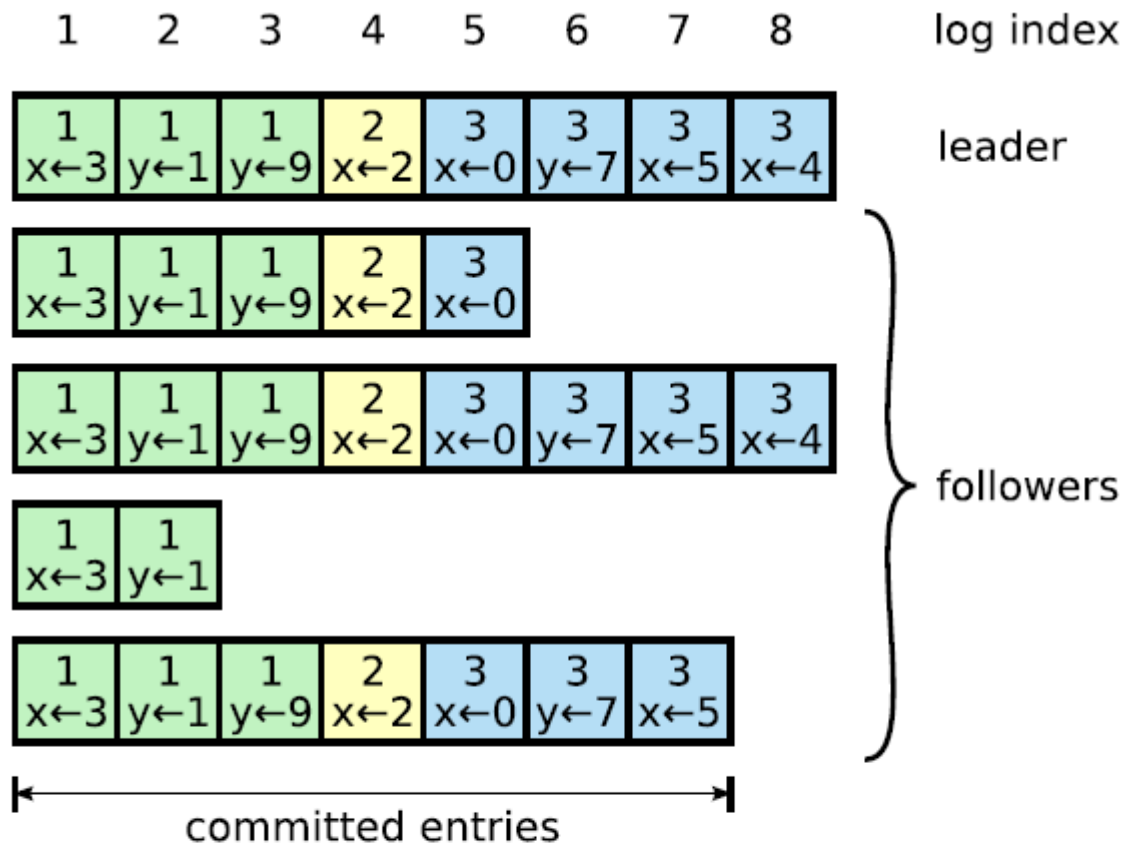 1 2 3 4 5 6 7 8 log index
1 1 1 2 3 3 3 3
x←3 y←1 y←9 x←2 x←0 y←7 x←5 x←4
leader
1 1 1 2 3
x←3 y←1 y←9 x←2 x←0
1 1 1 2 3 3 3 3
x←3 y←1 y←9 x←2 x←0 y←7 x←5 x←4
followers
1 1
x←3 y←1
1 1 1 2 3 3 3
x←3 y←1 y←9 x←2 x←0 y←7 x←5
committed entries